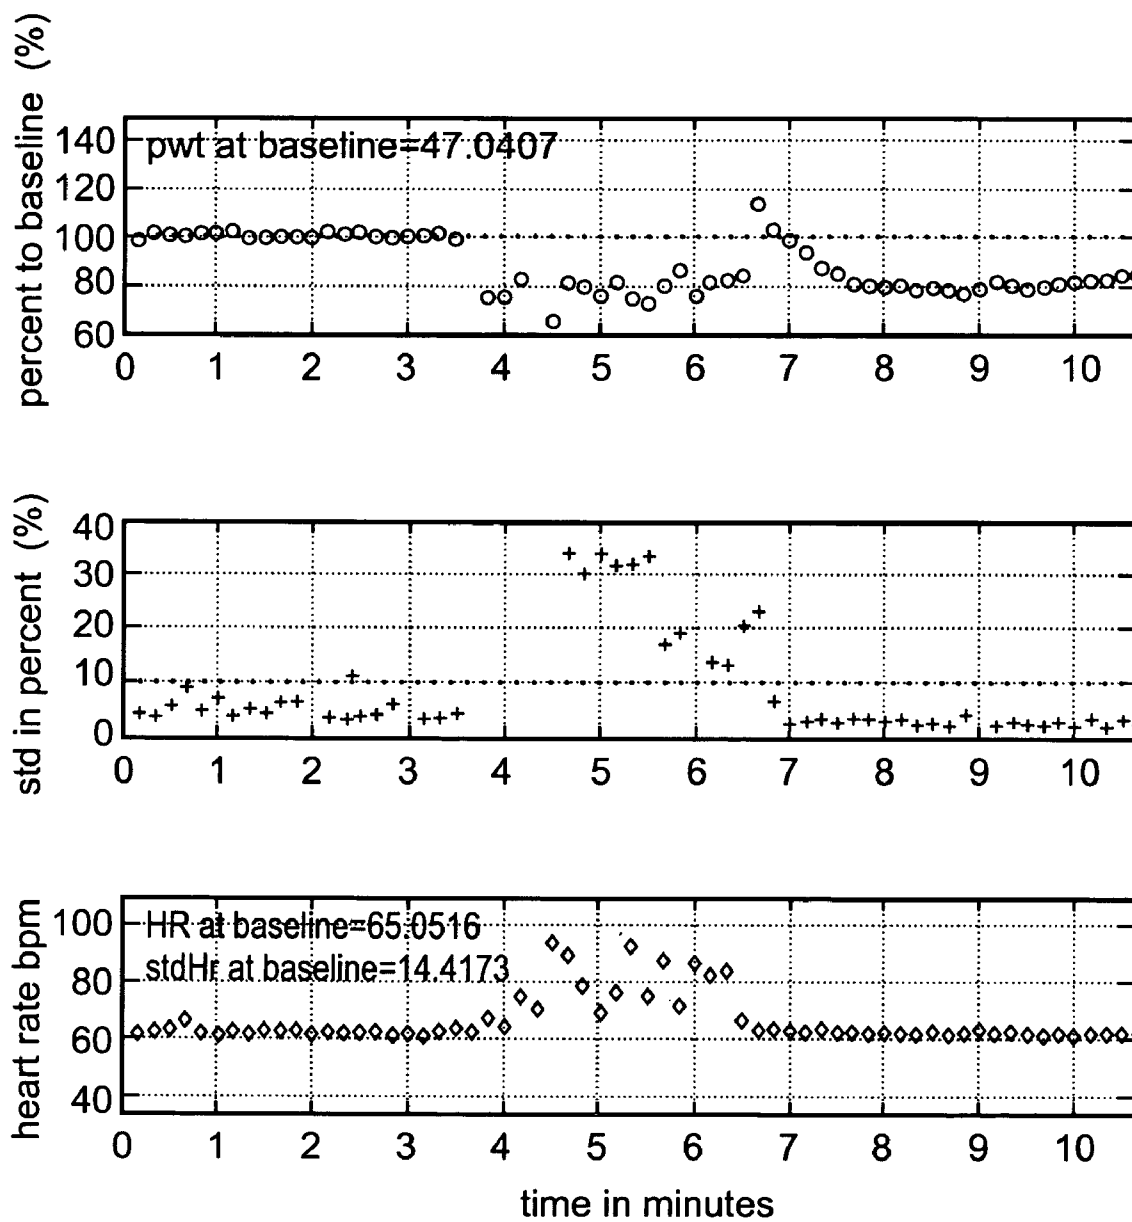 percent to baseline (%)
140
120
100
80
60
pwt at baseline=47.0407
0 1 2 3 4 5 6 7 8 9 10
std in percent (%)
40
30
20
10
0
0 1 2 3 4 5 6 7 8 9 10
heart rate bpm
100
80
60
40
HR at baseline=65.0516
stdHr at baseline=14.4173
0 1 2 3 4 5 6 7 8 9 10
time in minutes